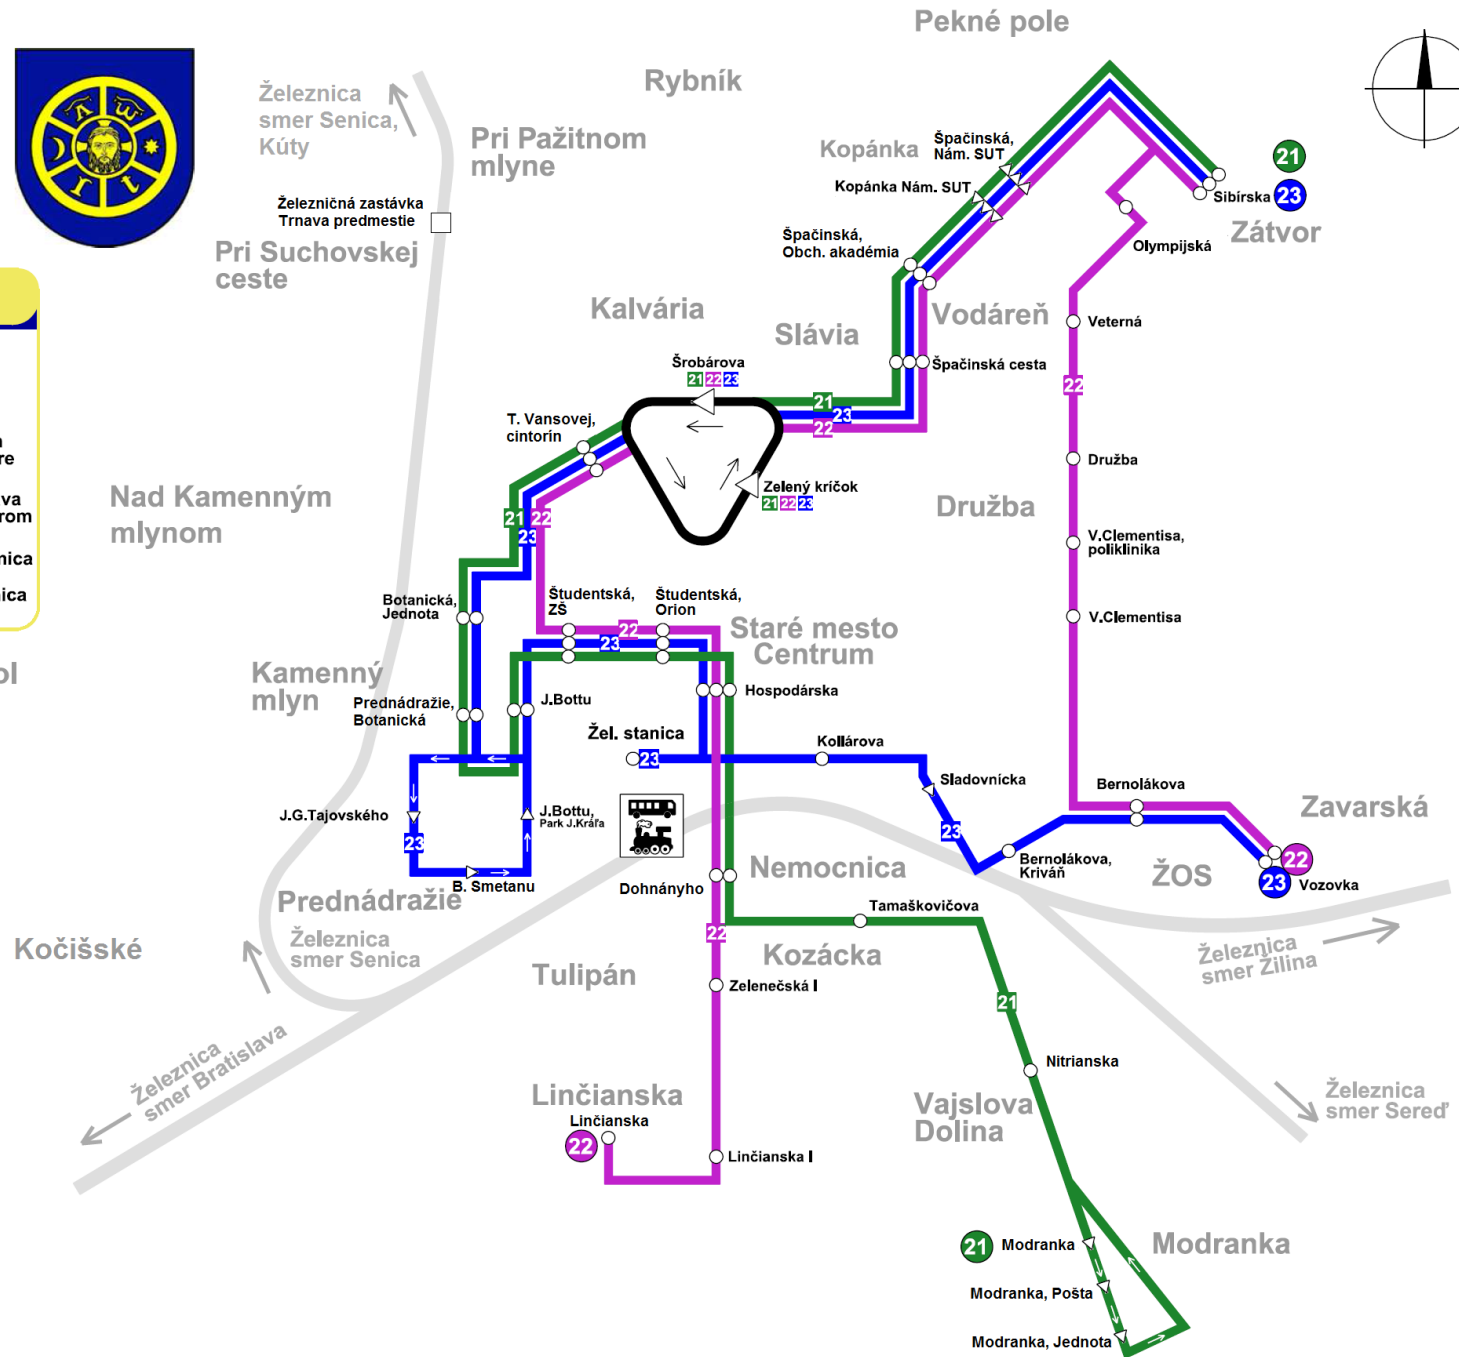 Pekné pole
Rybník
Železnica
smer Senica,
Kúty
Pri Pažitnom
mlyne
Kopánka
Špačinská,
Nám. SUT
Kopánka Nám. SUT
21
23
Sibírska
Zátvor
Železničná zastávka
Trnava predmestie
Pri Suchovskej
ceste
Špačinská,
Obch. akadémia
Olympijská
Kalvária
Slávia
Vodáreň
Veterná
Šrobárova
21 22 23
Špačinská cesta
22
21
23
22
T. Vansovej,
cintorín
Družba
Zelený kríčok
21 22 23
Nad Kamenným
mlynom
Družba
21 22
23
V.Clementisa,
poliklinika
Botanická,
Jednota
Študentská,
ZŠ
Študentská,
Orion
22
23
V.Clementisa
Staré mesto
Centrum
Kamenný
mlyn
Prednádražie,
Botanická
J.Bottu
Hospodárska
Žel. stanica
23
Kollárova
Sladovnícka
Bernolákova
Zavarská
J.G.Tajovského
J.Bottu,
Park J.Kráľa
23
23
Bernolákova,
Kriváň
B. Smetanu
Nemocnica
Dohnányho
ŽOS
22
23
Vozovka
Prednádražie
Tamaškovičova
22
Kočišské
Železnica
smer Senica
Kozácka
Tulipán
Zelenečská I
Železnica
smer Žilina
21
Železnica
smer Bratislava
Nitrianska
Linčianska
Linčianska
22
Vajslova
Dolina
Železnica
smer Sereď
Linčianska I
21
Modranka
Modranka
Modranka, Pošta
Modranka, Jednota